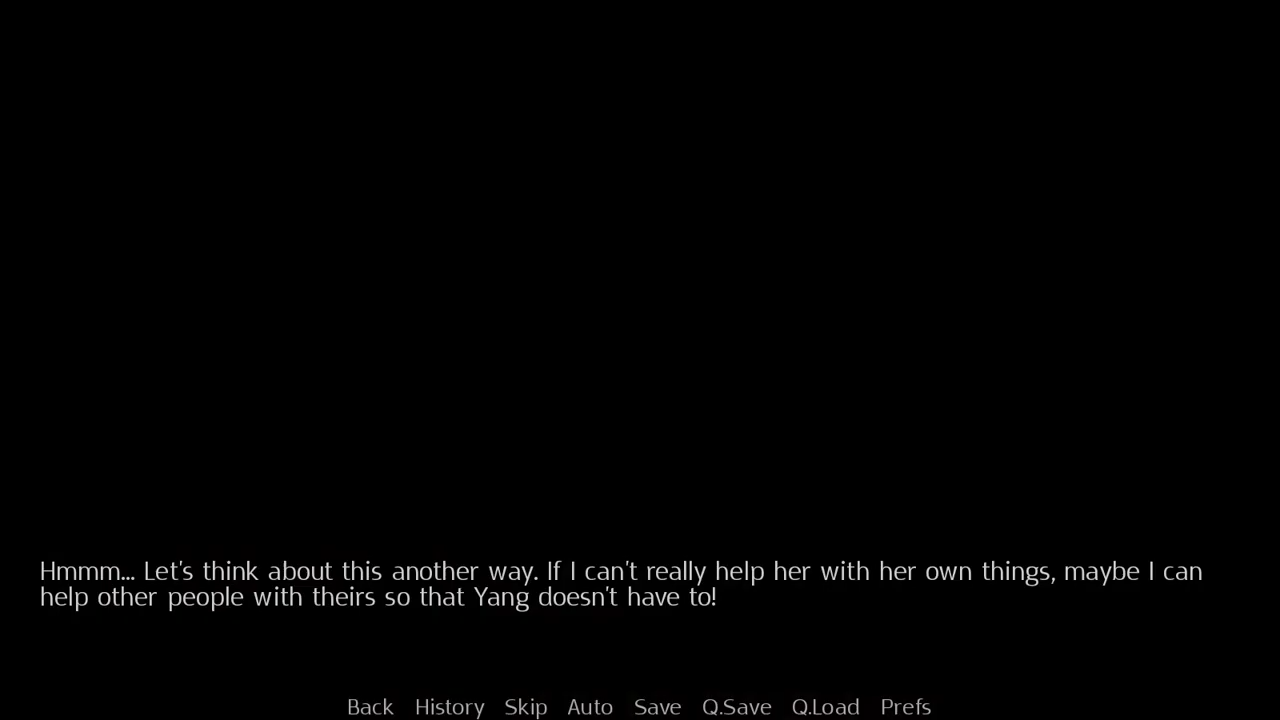 Hmmm... Let's think about this another way. If I can't really help her with her own things, maybe I can
help other people with theirs so that Yang doesn't have to!
Back History Skip Auto Save Q.Save Q.Load Prefs